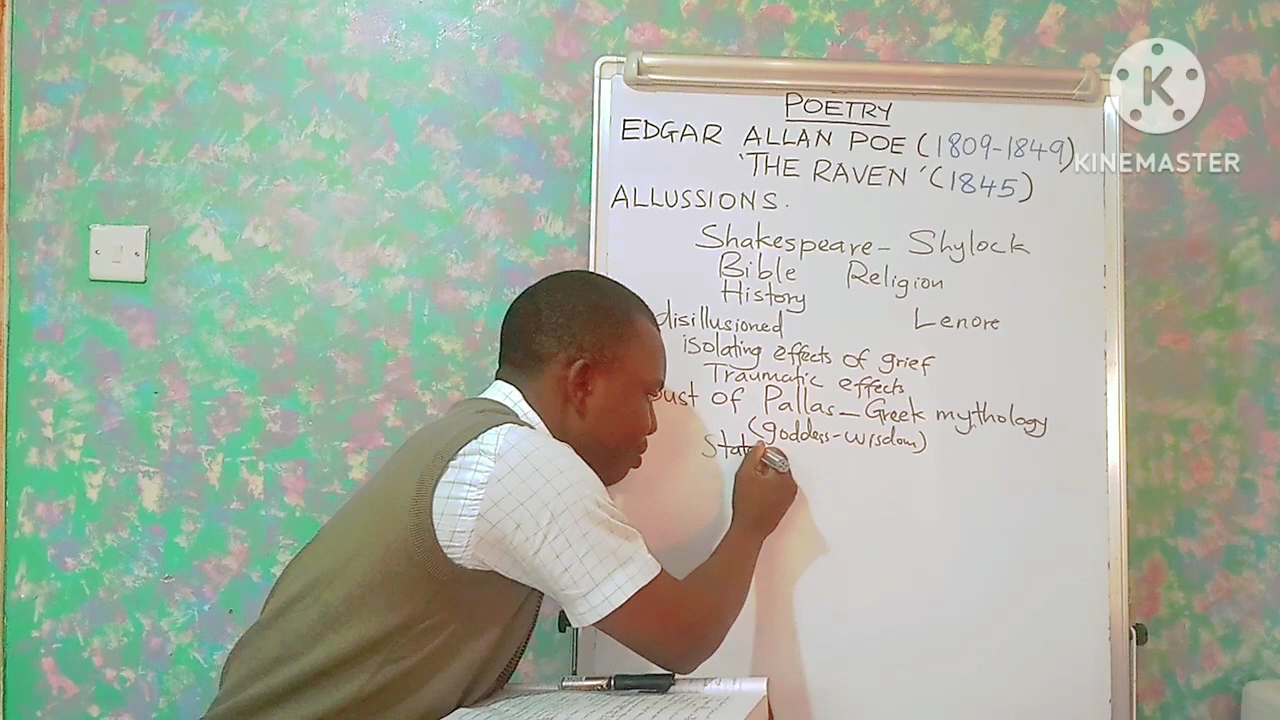 POETRY
EDGAR ALLAN POE (1809-1849)
'THE RAVEN' (1845)
ALLUSSIONS.
Shakespeare - Shylock
Bible Religion
History
disillusioned Lenore
isolating effects of grief
Traumatic effects
of Pallas - Greek mythology
(goddess - wisdom)
K
KINEMASTER